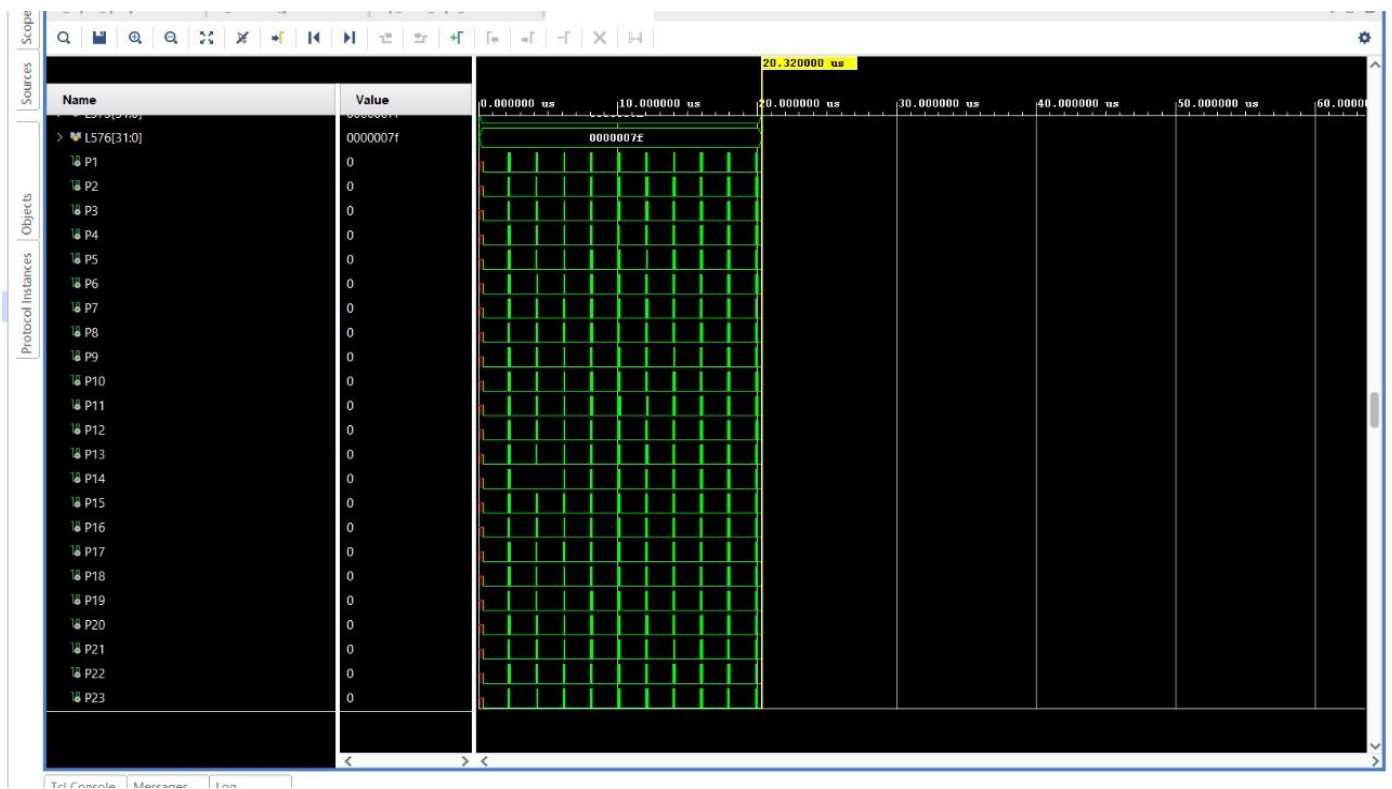 Scope
Sources
Objects
Protocol Instances
20.320000 us
Name
Value
0.000000 us 10.000000 us 20.000000 us 30.000000 us 40.000000 us 50.000000 us 60.0000
L576[31:0] 0000007f 0000007f
P1 0
P2 0
P3 0
P4 0
P5 0
P6 0
P7 0
P8 0
P9 0
P10 0
P11 0
P12 0
P13 0
P14 0
P15 0
P16 0
P17 0
P18 0
P19 0
P20 0
P21 0
P22 0
P23 0
Tcl Console Messages Log